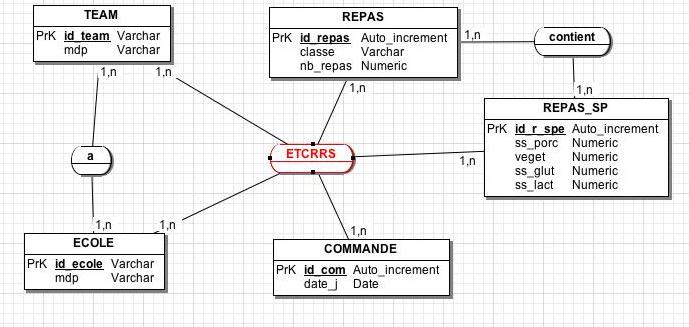 TEAM
PrK id_team Varchar
mdp Varchar
REPAS
PrK id_repas Auto_increment
classe Varchar
nb_repas Numeric
1,n
contient
1,n
1,n
1,n
1,n
REPAS_SP
PrK id_r_spe Auto_increment
ss_porc Numeric
veget Numeric
ss_glut Numeric
ss_lact Numeric
a
ETCRRS
1,n
1,n
1,n
1,n
ECOLE
PrK id_ecole Varchar
mdp Varchar
COMMANDE
PrK id_com Auto_increment
date_j Date